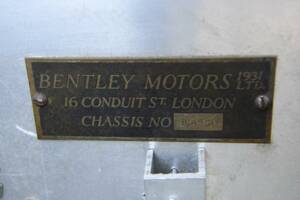 BENTLEY MOTORS 1931 LTD.
16 CONDUIT ST. LONDON
CHASSIS NO